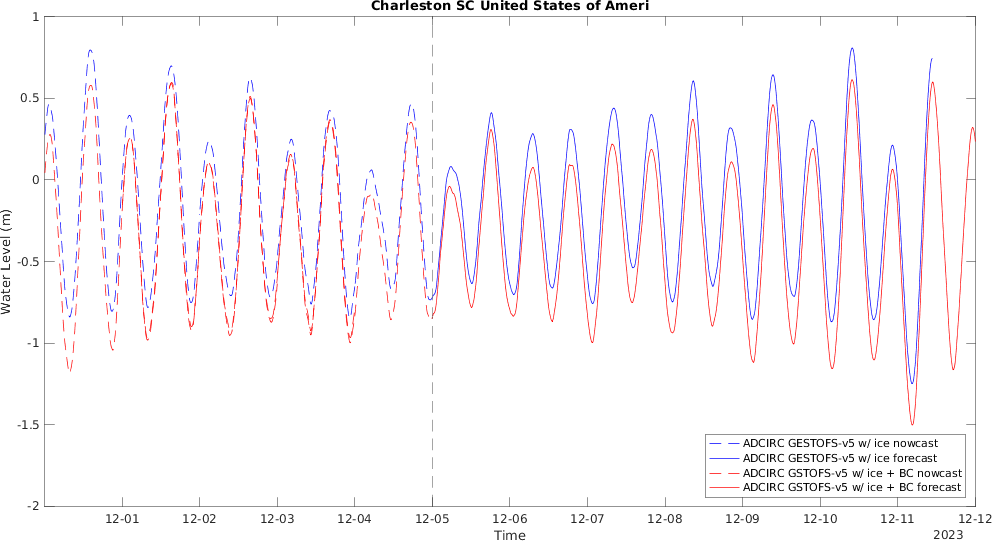 Charleston SC United States of Ameri
1
0.5
0
-0.5
-1
-1.5
-2
Water Level (m)
ADCIRC GESTOFS-v5 w/ ice nowcast
ADCIRC GESTOFS-v5 w/ ice forecast
ADCIRC GSTOFS-v5 w/ ice + BC nowcast
ADCIRC GSTOFS-v5 w/ ice + BC forecast
12-01 12-02 12-03 12-04 12-05 12-06 12-07 12-08 12-09 12-10 12-11 12-12
Time
2023